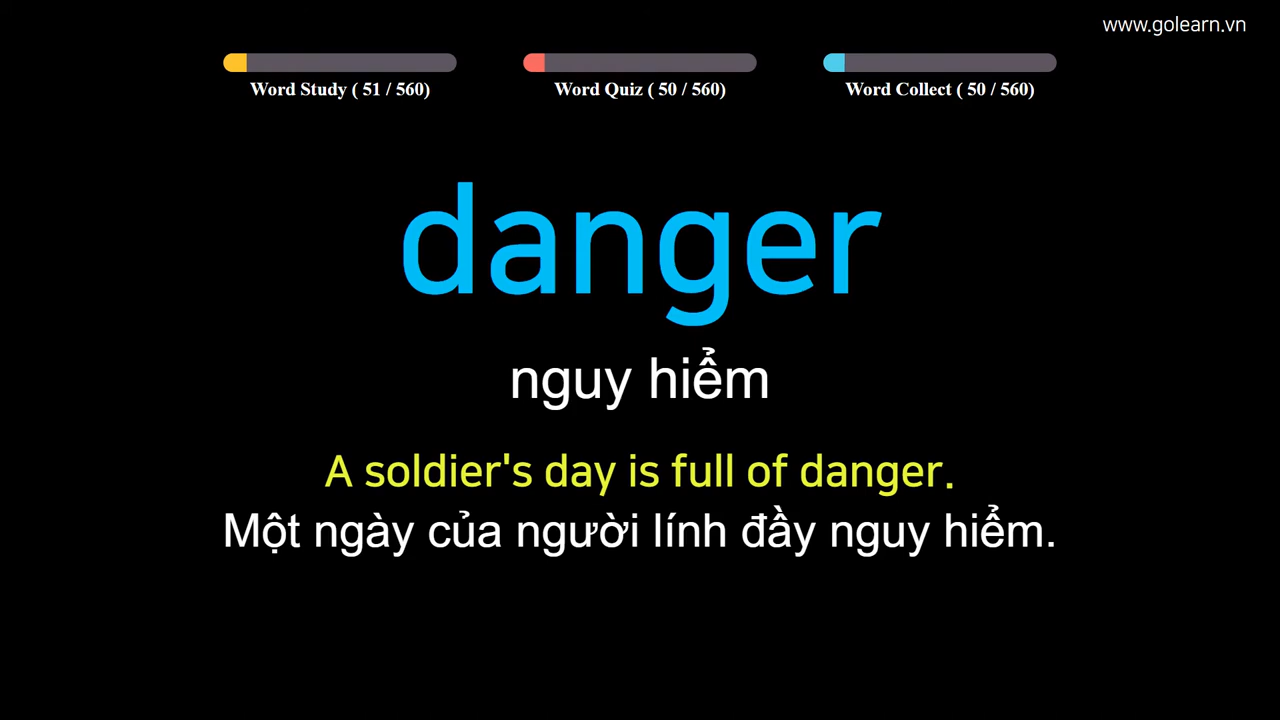 www.golearn.vn
Word Study ( 51 / 560)
Word Quiz ( 50 / 560)
Word Collect ( 50 / 560)
danger
nguy hiểm
A soldier's day is full of danger.
Một ngày của người lính đầy nguy hiểm.